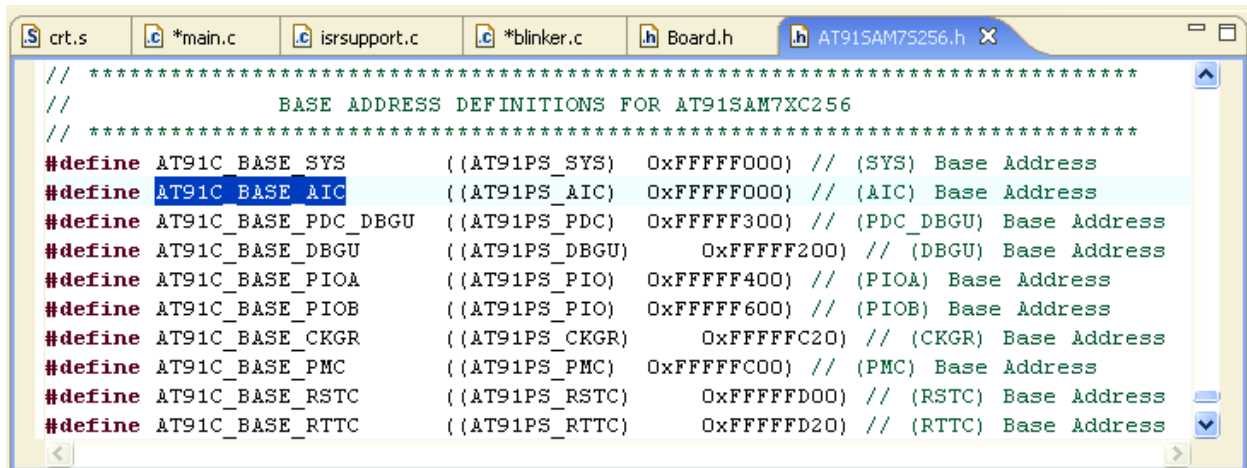 crt.s *main.c isrsupport.c *blinker.c Board.h AT91SAM7S256.h
// *****************************************************************************
// BASE ADDRESS DEFINITIONS FOR AT91SAM7XC256
// *****************************************************************************
#define AT91C_BASE_SYS ((AT91PS_SYS) 0xFFFFF000) // (SYS) Base Address
#define AT91C_BASE_AIC ((AT91PS_AIC) 0xFFFFF000) // (AIC) Base Address
#define AT91C_BASE_PDC_DBGU ((AT91PS_PDC) 0xFFFFF300) // (PDC_DBGU) Base Address
#define AT91C_BASE_DBGU ((AT91PS_DBGU) 0xFFFFF200) // (DBGU) Base Address
#define AT91C_BASE_PIOA ((AT91PS_PIO) 0xFFFFF400) // (PIOA) Base Address
#define AT91C_BASE_PIOB ((AT91PS_PIO) 0xFFFFF600) // (PIOB) Base Address
#define AT91C_BASE_CKGR ((AT91PS_CKGR) 0xFFFFFC20) // (CKGR) Base Address
#define AT91C_BASE_PMC ((AT91PS_PMC) 0xFFFFFC00) // (PMC) Base Address
#define AT91C_BASE_RSTC ((AT91PS_RSTC) 0xFFFFFD00) // (RSTC) Base Address
#define AT91C_BASE_RTTC ((AT91PS_RTTC) 0xFFFFFD20) // (RTTC) Base Address